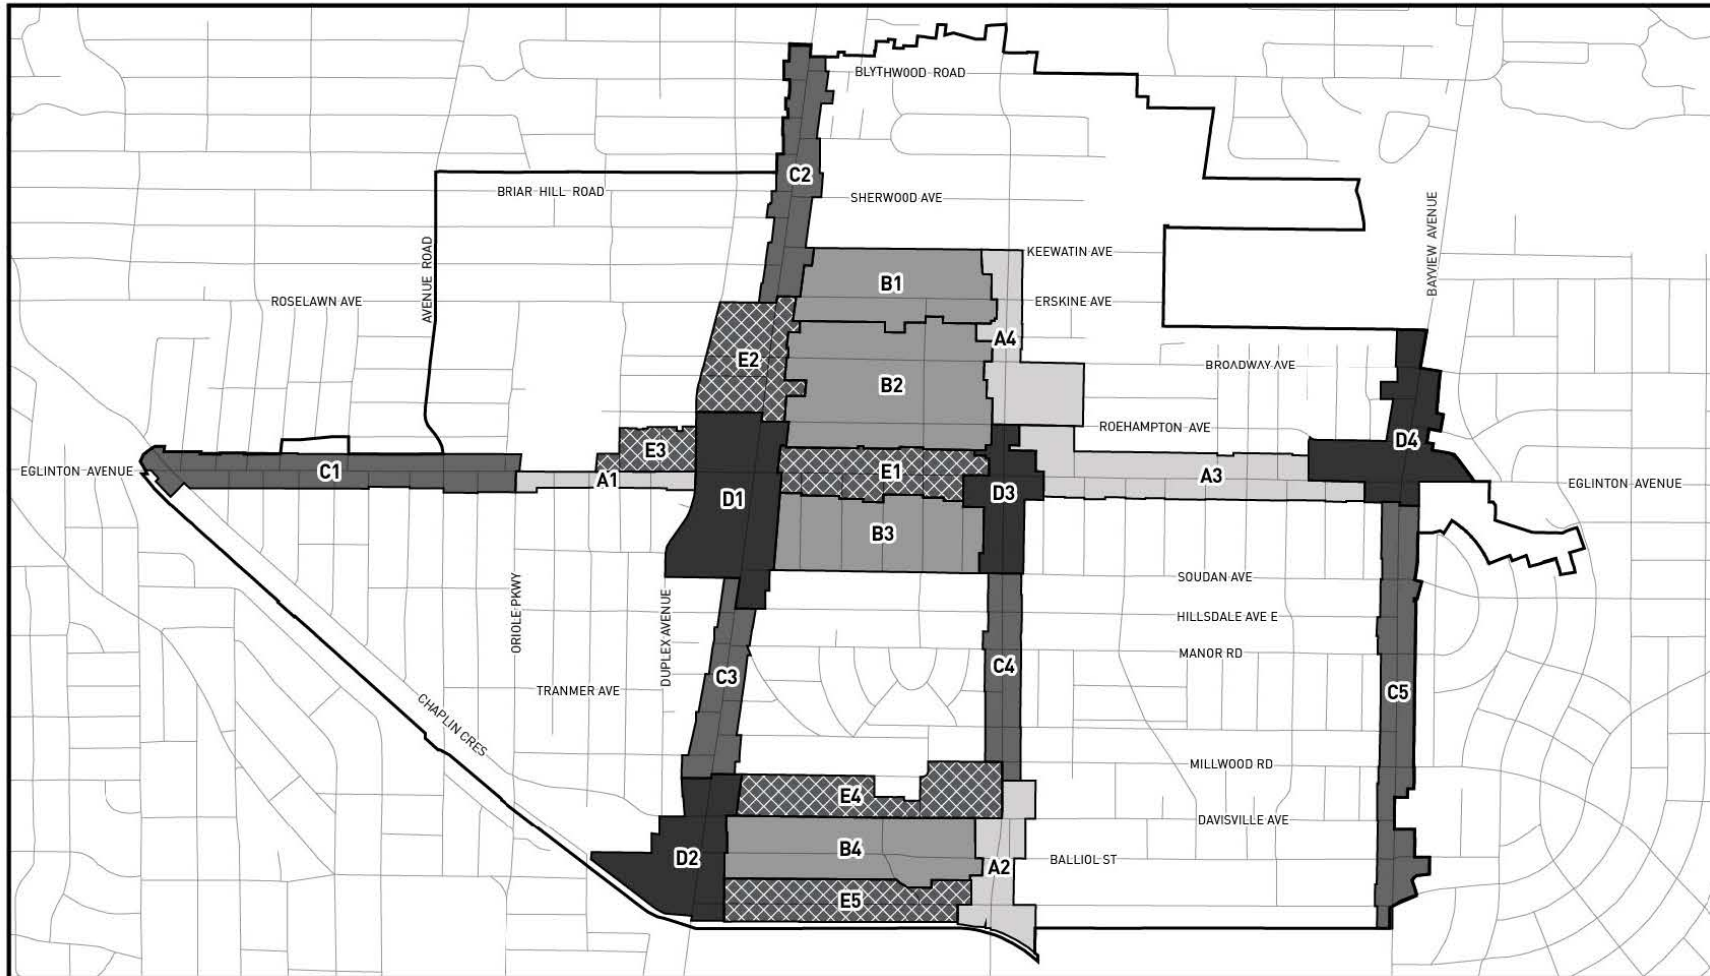 BLYTHWOOD ROAD
C2
BRIAR HILL ROAD
SHERWOOD AVE
AVENUE ROAD
BAYVIEW AVENUE
KEEWATIN AVE
B1
ROSELAWN AVE
ERSKINE AVE
A4
E2
BROADWAY AVE
B2
ROEHAMPTON AVE
D4
E3
EGLINTON AVENUE
C1
A1
E1
A3
EGLINTON AVENUE
D1
D3
B3
SOUDAN AVE
ORIOLE PKWY
DUPLEX AVENUE
HILLSDALE AVE E
MANOR RD
C3
C4
TRANMER AVE
C5
CHAPLIN CRES
MILLWOOD RD
E4
DAVISVILLE AVE
B4
D2
BALLIOL ST
A2
E5